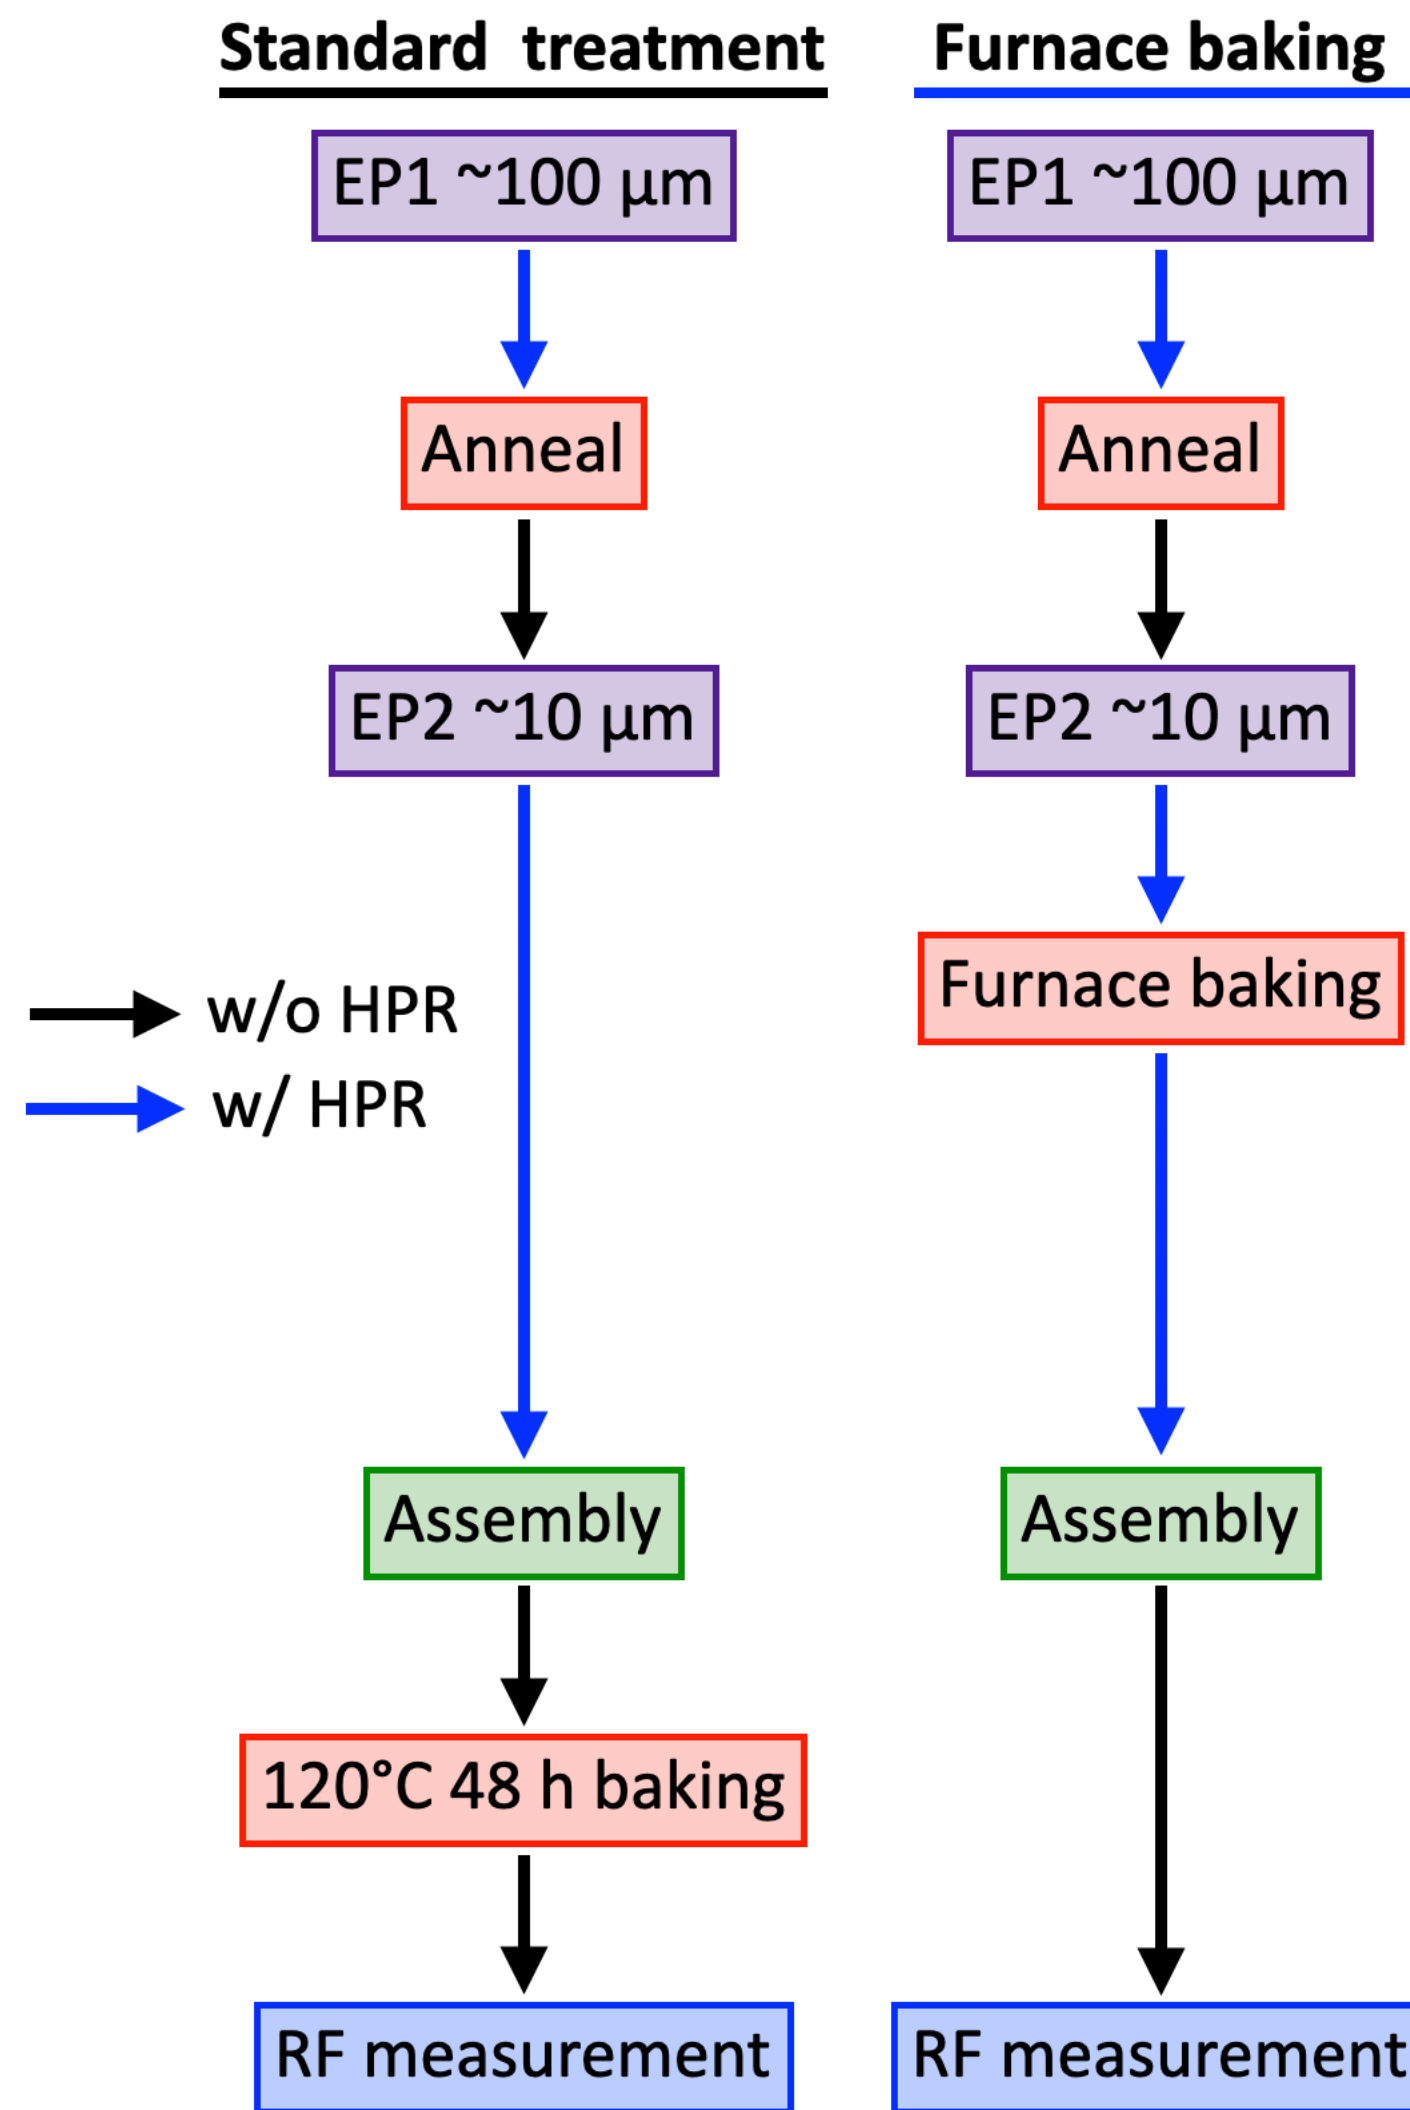 Standard treatment
EP1 ~100 µm
Anneal
EP2 ~10 µm
w/o HPR
w/ HPR
Assembly
120°C 48 h baking
RF measurement
Furnace baking
EP1 ~100 µm
Anneal
EP2 ~10 µm
Furnace baking
Assembly
RF measurement